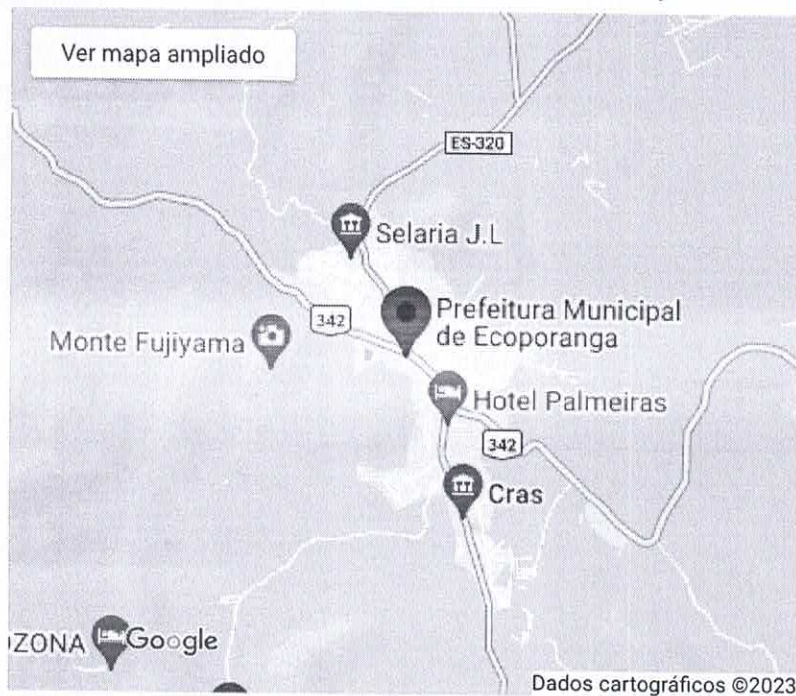 Ver mapa ampliado
ES-320
Selaria J.L
342
Prefeitura Municipal
de Ecoporanga
Monte Fujiyama
Hotel Palmeiras
342
Cras
OZONA
Google
Dados cartográficos ©2023